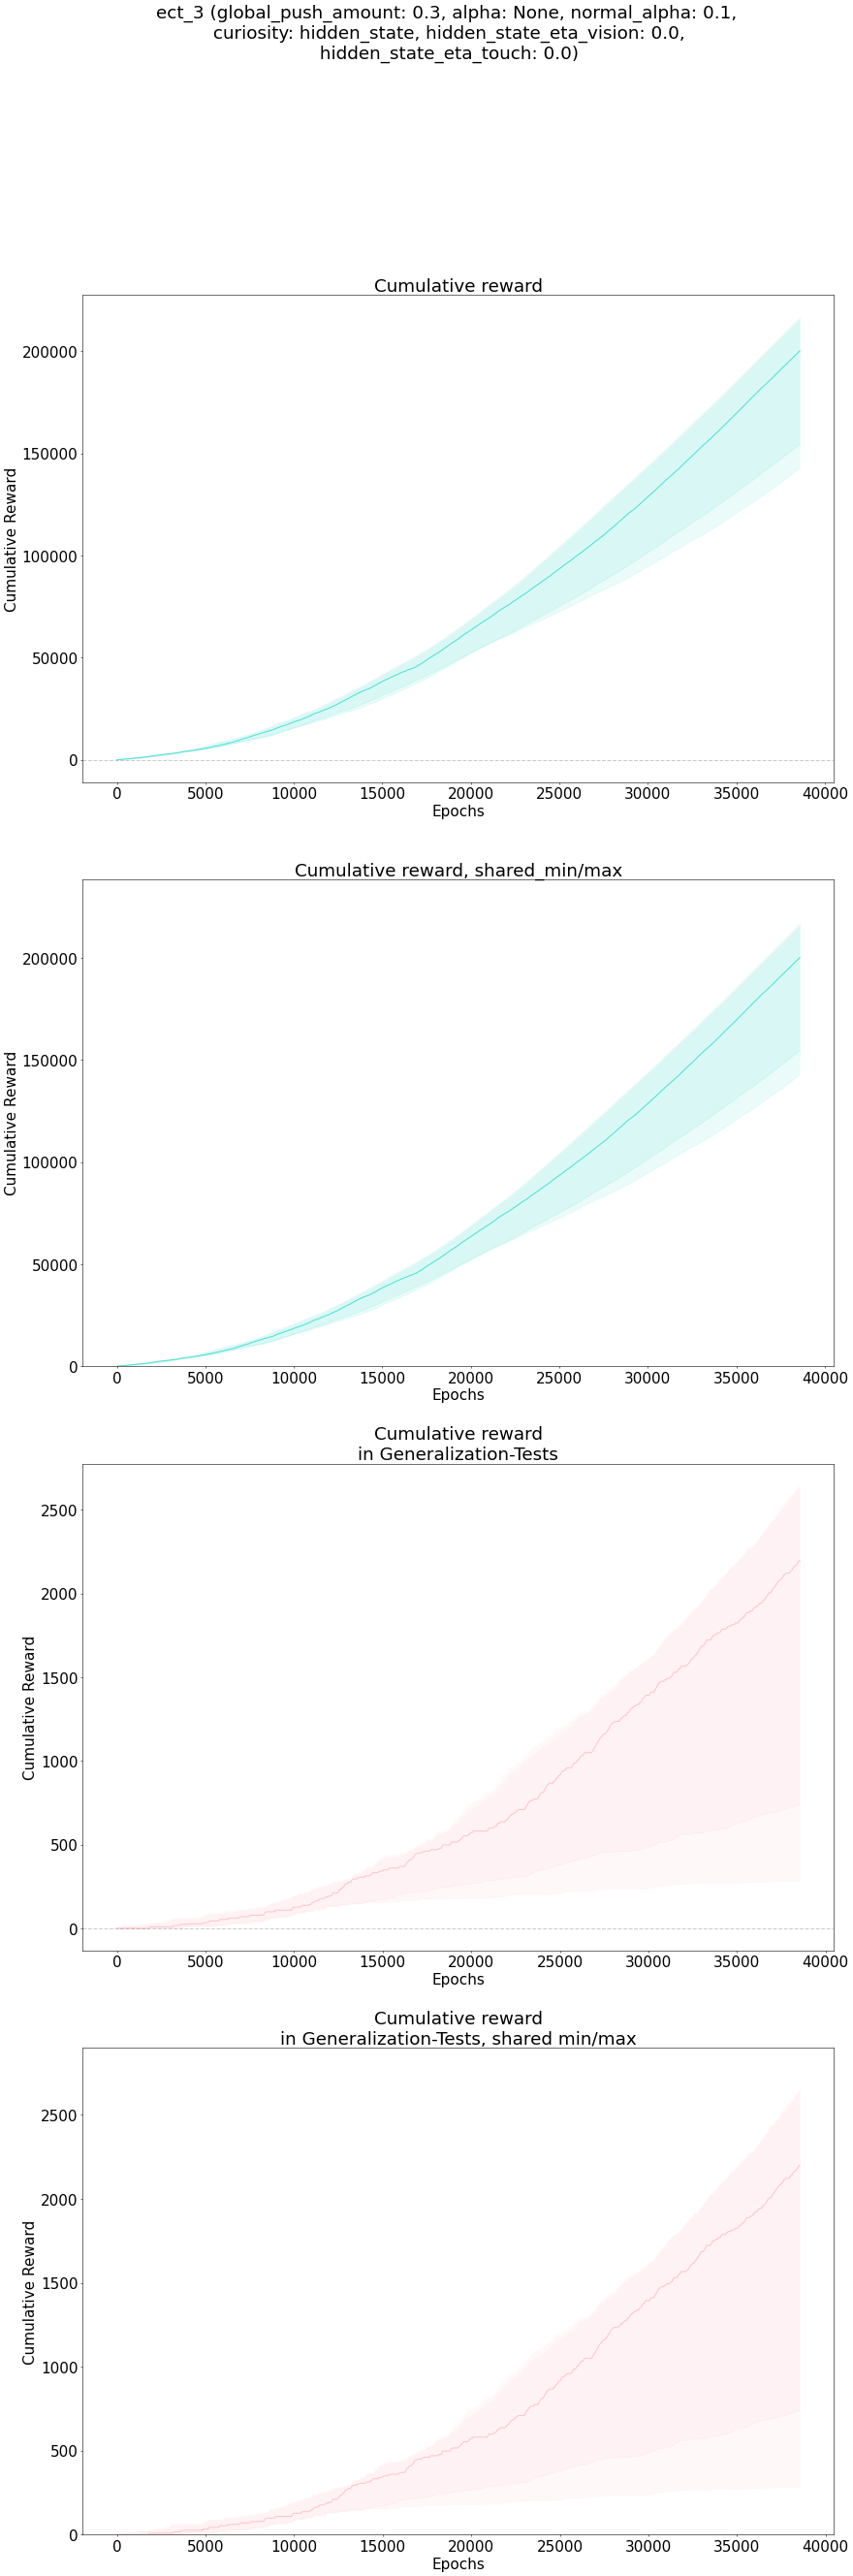 ect_3 (global_push_amount: 0.3, alpha: None, normal_alpha: 0.1,
curiosity: hidden_state, hidden_state_eta_vision: 0.0,
hidden_state_eta_touch: 0.0)
Cumulative reward
200000
150000
100000
50000
0
Cumulative Reward
0 5000 10000 15000 20000 25000 30000 35000 40000
Epochs
Cumulative reward, shared_min/max
200000
150000
100000
50000
0
Cumulative Reward
0 5000 10000 15000 20000 25000 30000 35000 40000
Epochs
Cumulative reward
in Generalization-Tests
2500
2000
1500
1000
500
0
Cumulative Reward
0 5000 10000 15000 20000 25000 30000 35000 40000
Epochs
Cumulative reward
in Generalization-Tests, shared min/max
2500
2000
1500
1000
500
0
Cumulative Reward
0 5000 10000 15000 20000 25000 30000 35000 40000
Epochs